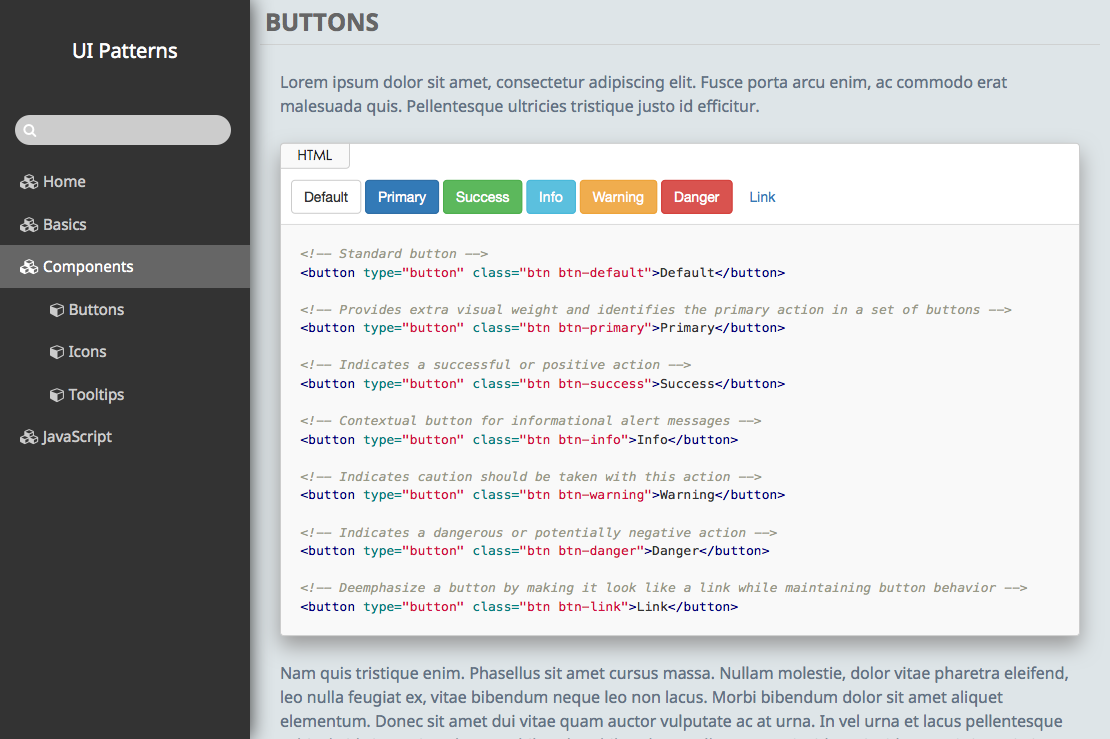 UI Patterns
Home
Basics
Components
Buttons
Icons
Tooltips
JavaScript
BUTTONS
Lorem ipsum dolor sit amet, consectetur adipiscing elit. Fusce porta arcu enim, ac commodo erat
malesuada quis. Pellentesque ultricies tristique justo id efficitur.
HTML
Default Primary Success Info Warning Danger Link
<!-- Standard button -->
<button type="button" class="btn btn-default">Default</button>
<!-- Provides extra visual weight and identifies the primary action in a set of buttons -->
<button type="button" class="btn btn-primary">Primary</button>
<!-- Indicates a successful or positive action -->
<button type="button" class="btn btn-success">Success</button>
<!-- Contextual button for informational alert messages -->
<button type="button" class="btn btn-info">Info</button>
<!-- Indicates caution should be taken with this action -->
<button type="button" class="btn btn-warning">Warning</button>
<!-- Indicates a dangerous or potentially negative action -->
<button type="button" class="btn btn-danger">Danger</button>
<!-- Deemphasize a button by making it look like a link while maintaining button behavior -->
<button type="button" class="btn btn-link">Link</button>
Nam quis tristique enim. Phasellus sit amet cursus massa. Nullam molestie, dolor vitae pharetra eleifend,
leo nulla feugiat ex, vitae bibendum neque leo non lacus. Morbi bibendum dolor sit amet aliquet
elementum. Donec sit amet dui vitae quam auctor vulputate ac at urna. In vel urna et lacus pellentesque